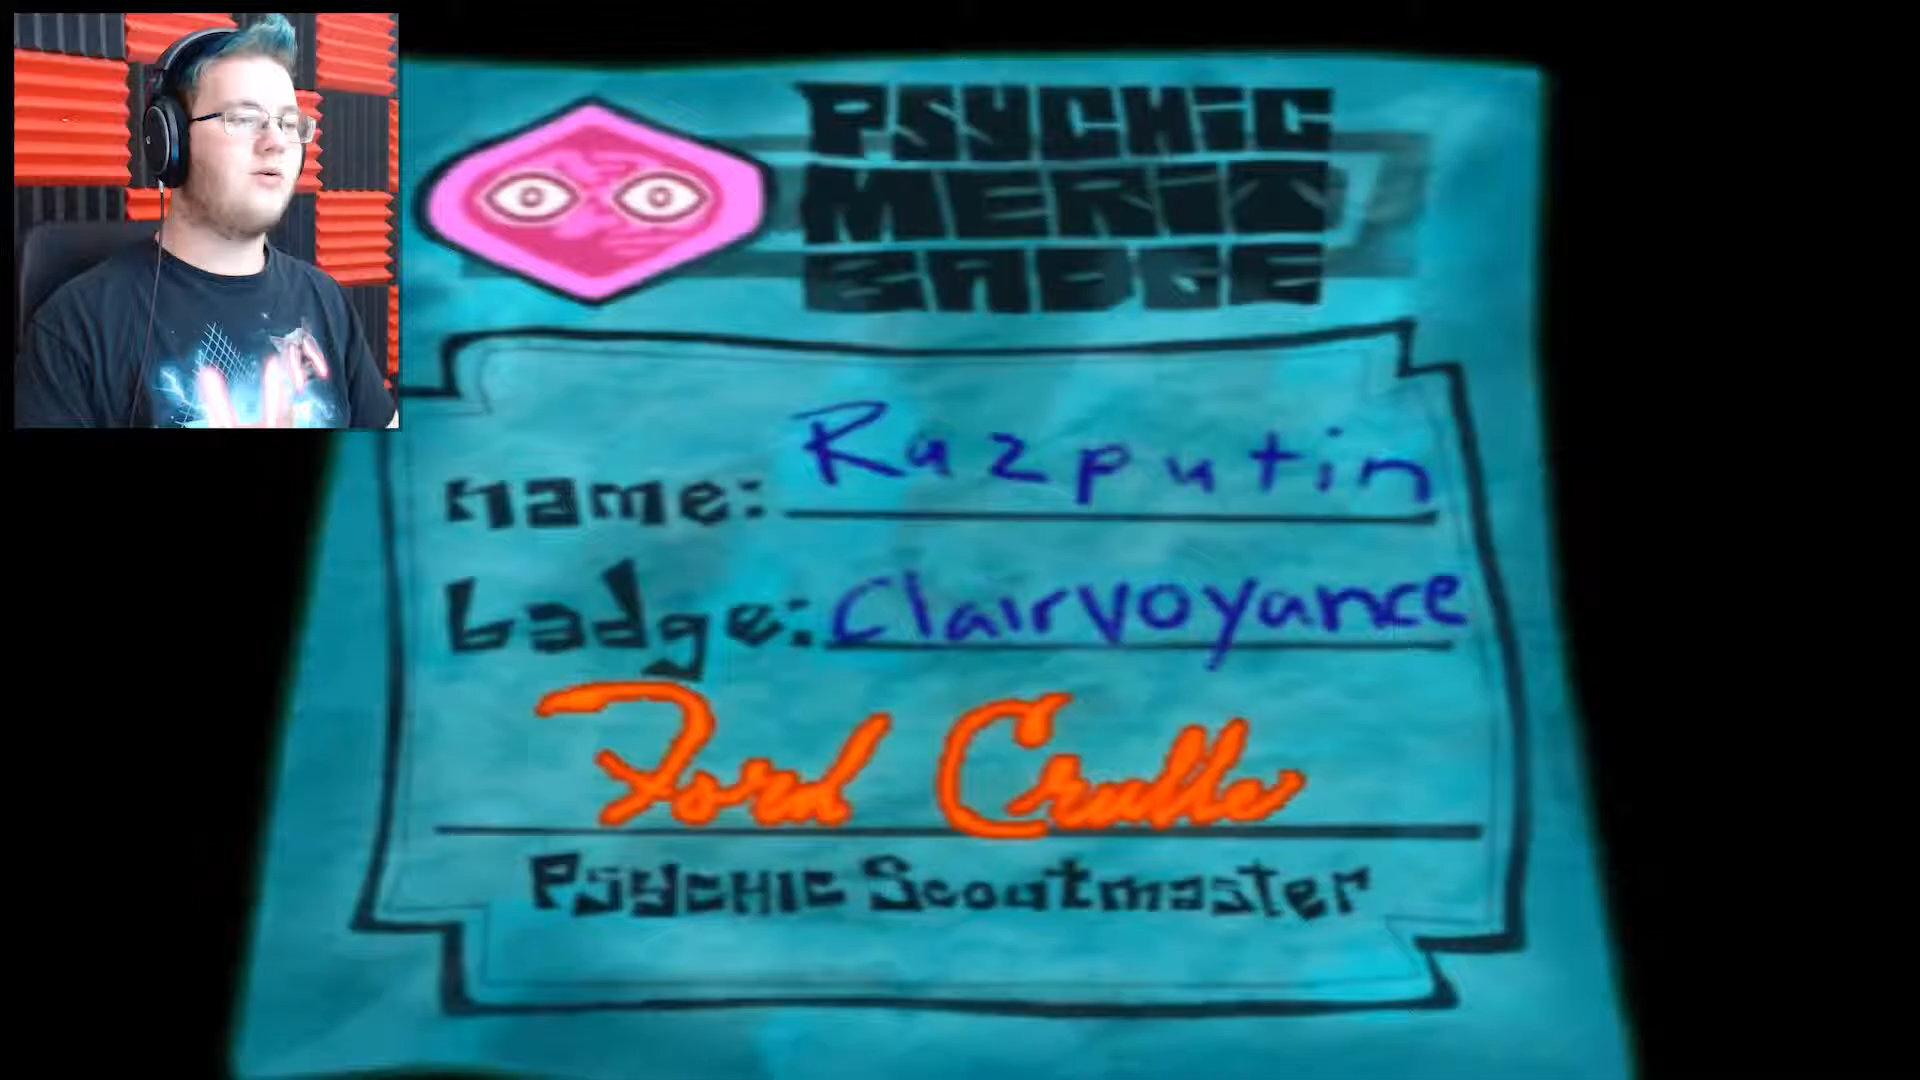 PSYCHIC
MERIT
BADGE
name: Razputin
badge: Clairvoyance
Ford Cruller
Psychic Scoutmaster